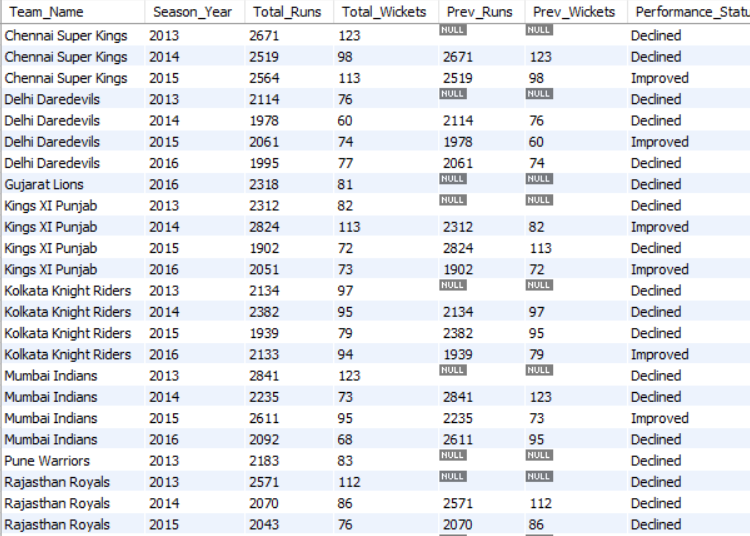 Team_Name Season_Year Total_Runs Total_Wickets Prev_Runs Prev_Wickets Performance_Statu
Chennai Super Kings 2013 2671 123 NULL NULL Declined
Chennai Super Kings 2014 2519 98 2671 123 Declined
Chennai Super Kings 2015 2564 113 2519 98 Improved
Delhi Daredevils 2013 2114 76 NULL NULL Declined
Delhi Daredevils 2014 1978 60 2114 76 Declined
Delhi Daredevils 2015 2061 74 1978 60 Improved
Delhi Daredevils 2016 1995 77 2061 74 Declined
Gujarat Lions 2016 2318 81 NULL NULL Declined
Kings XI Punjab 2013 2312 82 NULL NULL Declined
Kings XI Punjab 2014 2824 113 2312 82 Improved
Kings XI Punjab 2015 1902 72 2824 113 Declined
Kings XI Punjab 2016 2051 73 1902 72 Improved
Kolkata Knight Riders 2013 2134 97 NULL NULL Declined
Kolkata Knight Riders 2014 2382 95 2134 97 Declined
Kolkata Knight Riders 2015 1939 79 2382 95 Declined
Kolkata Knight Riders 2016 2133 94 1939 79 Improved
Mumbai Indians 2013 2841 123 NULL NULL Declined
Mumbai Indians 2014 2235 73 2841 123 Declined
Mumbai Indians 2015 2611 95 2235 73 Improved
Mumbai Indians 2016 2092 68 2611 95 Declined
Pune Warriors 2013 2183 83 NULL NULL Declined
Rajasthan Royals 2013 2571 112 NULL NULL Declined
Rajasthan Royals 2014 2070 86 2571 112 Declined
Rajasthan Royals 2015 2043 76 2070 86 Declined